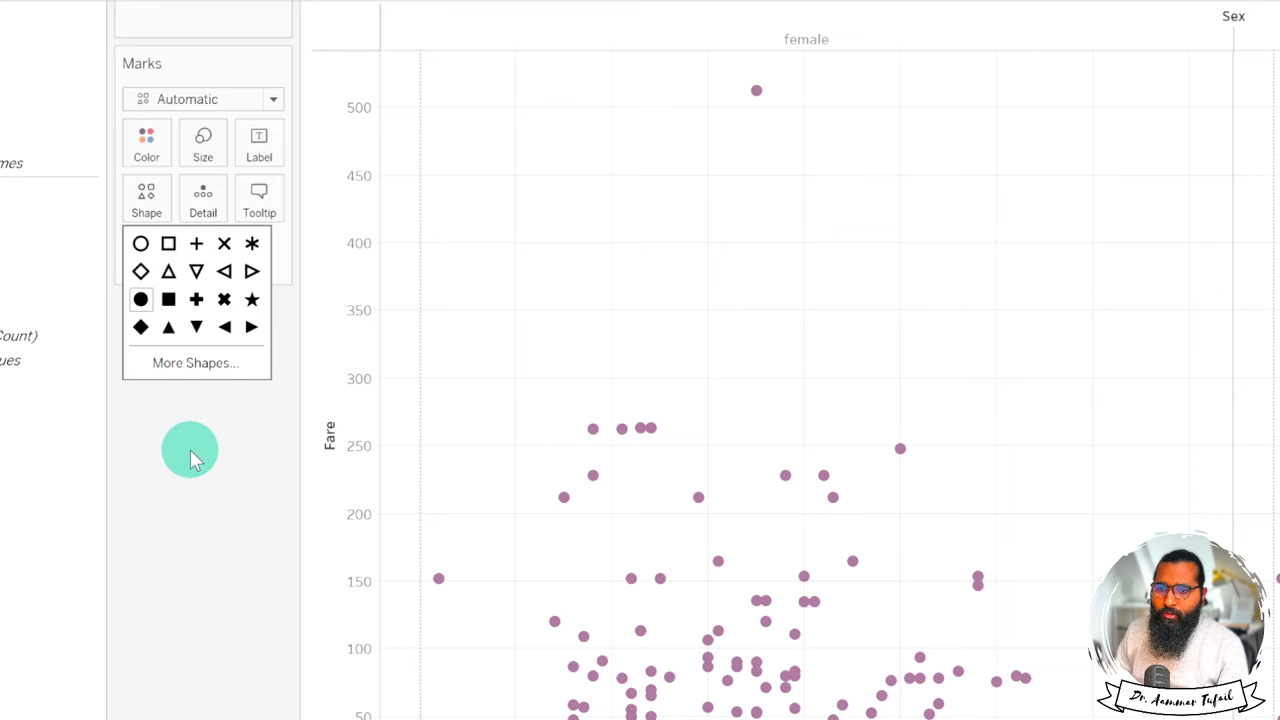 Sex
female
Marks
Automatic
Color
Size
Label
Shape
Detail
Tooltip
More Shapes...
mes
Count)
ues
Fare
500
450
400
350
300
250
200
150
100
50
Dr. Aammar Tufail